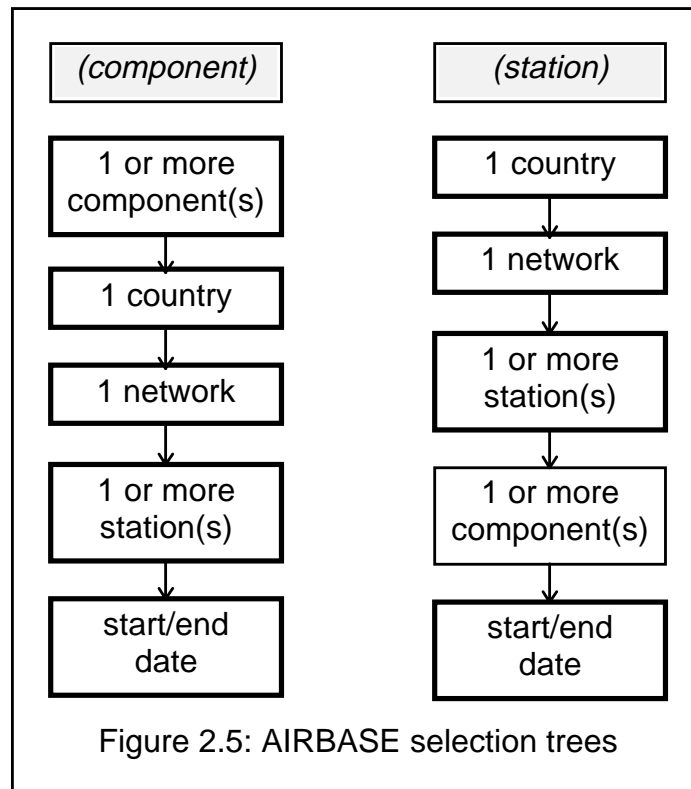 (component)
1 or more
component(s)
1 country
1 network
1 or more
station(s)
start/end
date
(station)
1 country
1 network
1 or more
station(s)
1 or more
component(s)
start/end
date
Figure 2.5: AIRBASE selection trees